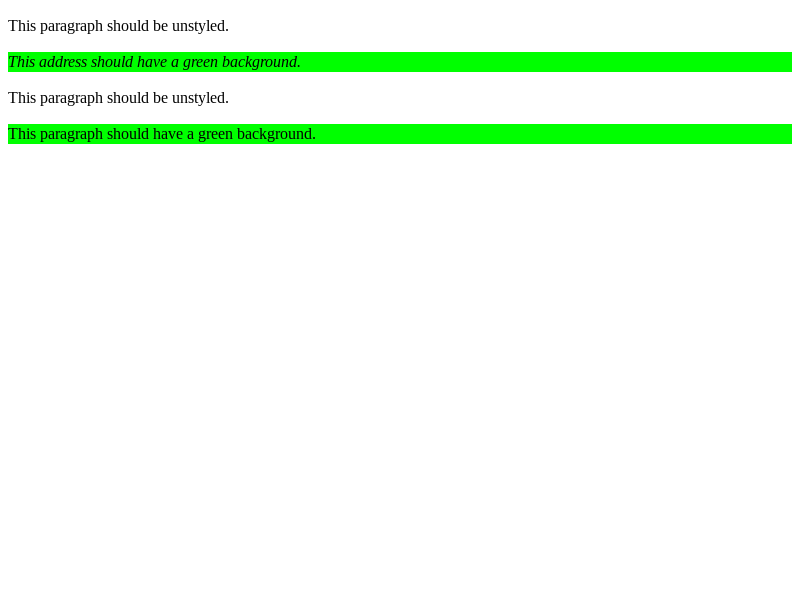 This paragraph should be unstyled.
This address should have a green background.
This paragraph should be unstyled.
This paragraph should have a green background.